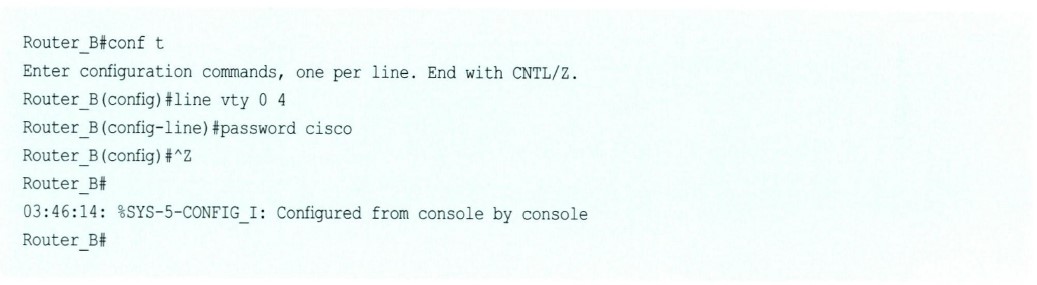 Router_B#conf t
Enter configuration commands, one per line. End with CNTL/Z.
Router_B(config)#line vty 0 4
Router_B(config-line)#password cisco
Router_B(config)#^Z
Router_B#
03:46:14: %SYS-5-CONFIG_I: Configured from console by console
Router_B#